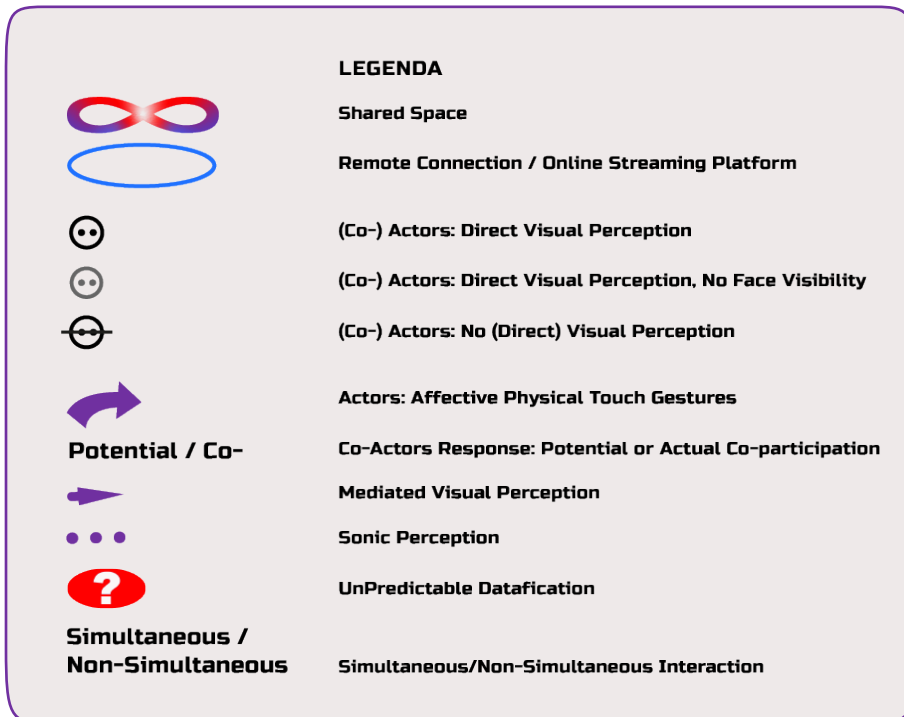 LEGENDA
Shared Space
Remote Connection / Online Streaming Platform
(Co-) Actors: Direct Visual Perception
(Co-) Actors: Direct Visual Perception, No Face Visibility
(Co-) Actors: No (Direct) Visual Perception
Actors: Affective Physical Touch Gestures
Potential / Co-
Co-Actors Response: Potential or Actual Co-participation
Mediated Visual Perception
Sonic Perception
?
UnPredictable Datafication
Simultaneous /
Non-Simultaneous
Simultaneous/Non-Simultaneous Interaction